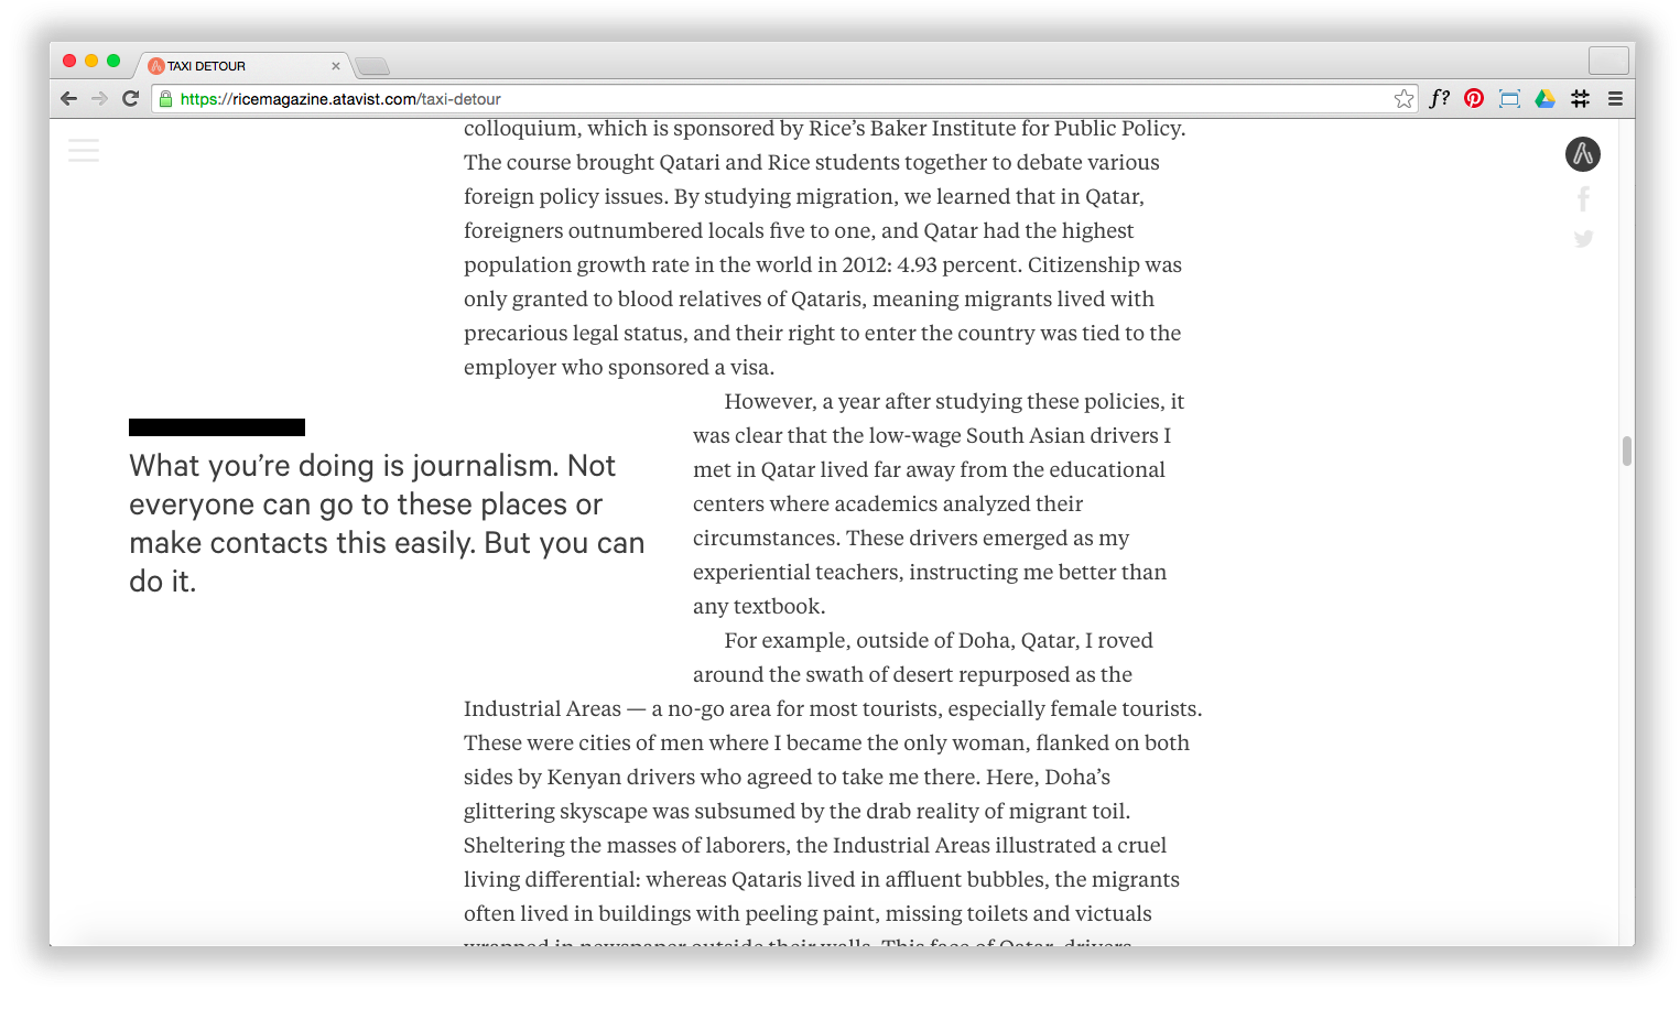 TAXI DETOUR
https://ricemagazine.atavist.com/taxi-detour
f?
colloquium, which is sponsored by Rice’s Baker Institute for Public Policy.
The course brought Qatari and Rice students together to debate various
foreign policy issues. By studying migration, we learned that in Qatar,
foreigners outnumbered locals five to one, and Qatar had the highest
population growth rate in the world in 2012: 4.93 percent. Citizenship was
only granted to blood relatives of Qataris, meaning migrants lived with
precarious legal status, and their right to enter the country was tied to the
employer who sponsored a visa.
What you’re doing is journalism. Not
everyone can go to these places or
make contacts this easily. But you can
do it.
However, a year after studying these policies, it
was clear that the low-wage South Asian drivers I
met in Qatar lived far away from the educational
centers where academics analyzed their
circumstances. These drivers emerged as my
experiential teachers, instructing me better than
any textbook.
For example, outside of Doha, Qatar, I roved
around the swath of desert repurposed as the
Industrial Areas — a no-go area for most tourists, especially female tourists.
These were cities of men where I became the only woman, flanked on both
sides by Kenyan drivers who agreed to take me there. Here, Doha’s
glittering skyscape was subsumed by the drab reality of migrant toil.
Sheltering the masses of laborers, the Industrial Areas illustrated a cruel
living differential: whereas Qataris lived in affluent bubbles, the migrants
often lived in buildings with peeling paint, missing toilets and victuals
wrapped in newspaper outside their walls. This face of Qatar, drivers